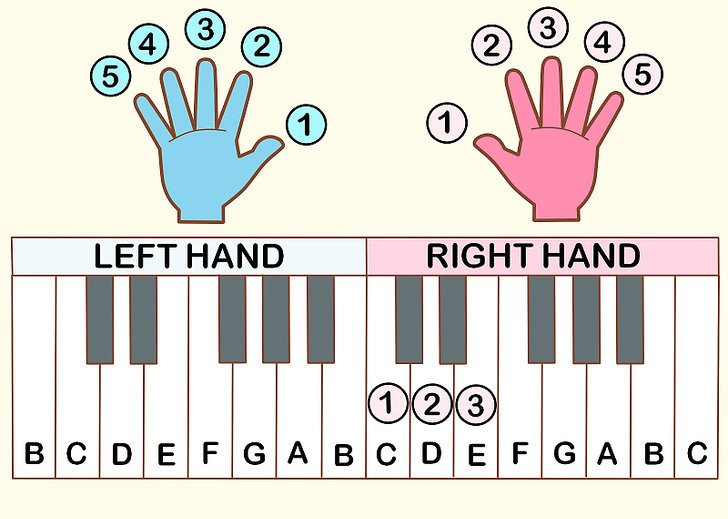 5 4 3 2 1
1 2 3 4 5
LEFT HAND RIGHT HAND
1 2 3
B C D E F G A B C D E F G A B C